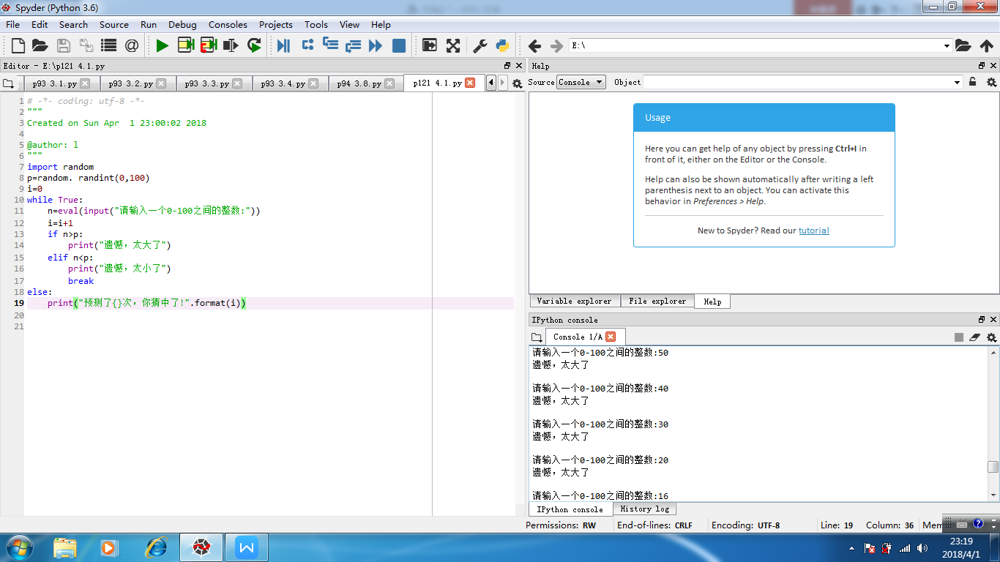 Spyder (Python 3.6)
File Edit Search Source Run Debug Consoles Projects Tools View Help
E:\
Editor - E:\p121 4.1.py
p93 3.1.py p93 3.2.py p93 3.3.py p93 3.4.py p94 3.8.py p121 4.1.py
1 # -*- coding: utf-8 -*-
2 """
3 Created on Sun Apr  1 23:00:02 2018
4
5 @author: l
6 """
7 import random
8 p=random. randint(0,100)
9 i=0
10 while True:
11     n=eval(input("请输入一个0-100之间的整数:"))
12     i=i+1
13     if n>p:
14         print("遗憾，太大了")
15     elif n<p:
16         print("遗憾，太小了")
17         break
18 else:
19     print("预测了{}次，你猜中了!".format(i))
20
21
Help
Source Console Object
Usage
Here you can get help of any object by pressing Ctrl+I in
front of it, either on the Editor or the Console.
Help can also be shown automatically after writing a left
parenthesis next to an object. You can activate this
behavior in Preferences > Help.
New to Spyder? Read our tutorial
Variable explorer File explorer Help
IPython console
Console 1/A
请输入一个0-100之间的整数:50
遗憾，太大了
请输入一个0-100之间的整数:40
遗憾，太大了
请输入一个0-100之间的整数:30
遗憾，太大了
请输入一个0-100之间的整数:20
遗憾，太大了
请输入一个0-100之间的整数:16
IPython console History log
Permissions: RW End-of-lines: CRLF Encoding: UTF-8 Line: 19 Column: 36 Mem
23:19
2018/4/1